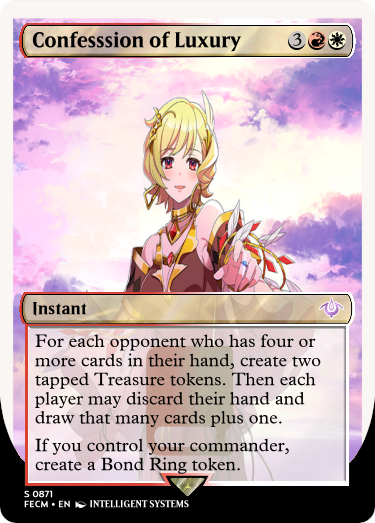 Confesssion of Luxury 3
Instant
For each opponent who has four or
more cards in their hand, create two
tapped Treasure tokens. Then each
player may discard their hand and
draw that many cards plus one.
If you control your commander,
create a Bond Ring token.
S 0871
FECM • EN INTELLIGENT SYSTEMS